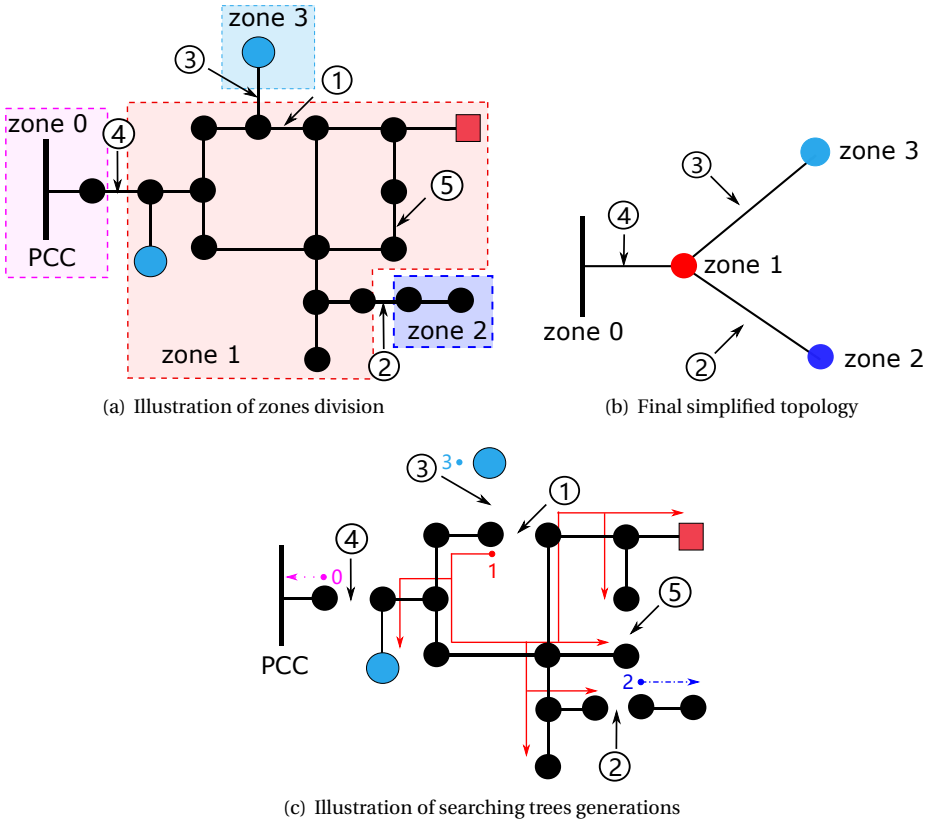 zone 3
③
①
zone 0
④
⑤
PCC
zone 1
zone 2
②
(a) Illustration of zones division
zone 3
③
④
zone 1
zone 0
②
zone 2
(b) Final simplified topology
③ 3
①
④
1
0
⑤
PCC
2
②
(c) Illustration of searching trees generations